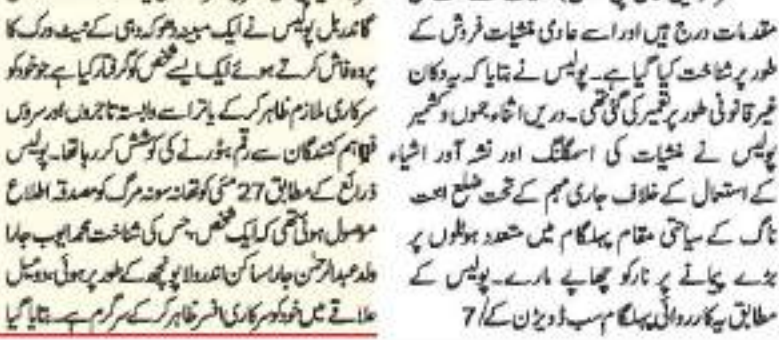 مقدمات درج ہیں اور اسے عادی منشیات فروش کے
طور پر شناخت کیا گیا ہے۔ پولیس نے بتایا کہ یہ دکان
غیر قانونی طور پر تعمیر کی گئی تھی۔ دریں اثناء جموں و کشمیر
پولیس نے منشیات کی اسمگلنگ اور نشہ آور اشیاء
کے استعمال کے خلاف جاری مہم کے تحت ضلع اننت
ناگ کے سیاحتی مقام پہلگام میں متعدد ہوٹلوں پر
بڑے پیمانے پر نارکو چھاپے مارے۔ پولیس کے
مطابق یہ کارروائی پہلگام سب ڈویژن کے/7
گاندربل پولیس نے ایک مبینہ دھوکہ دہی کے نیٹ ورک کا
پردہ فاش کرتے ہوئے ایک ایسے شخص کو گرفتار کیا ہے جو خود کو
سرکاری ملازم ظاہر کرکے یاترا سے وابستہ تاجروں اور سروس
فراہم کنندگان سے رقم بٹورنے کی کوشش کر رہا تھا۔ پولیس
ذرائع کے مطابق 27 مئی کو تھانہ سونہ مرگ کو مصدقہ اطلاع
موصول ہوئی تھی کہ ایک شخص، جس کی شناخت محمد ایوب جارا
ولد عبدالرحمٰن جارا ساکن اندرولا پونچھ کے طور پر ہوئی،
علاقے میں خود کو سرکاری افسر ظاہر کرکے سرگرم ہے۔ بتایا گیا